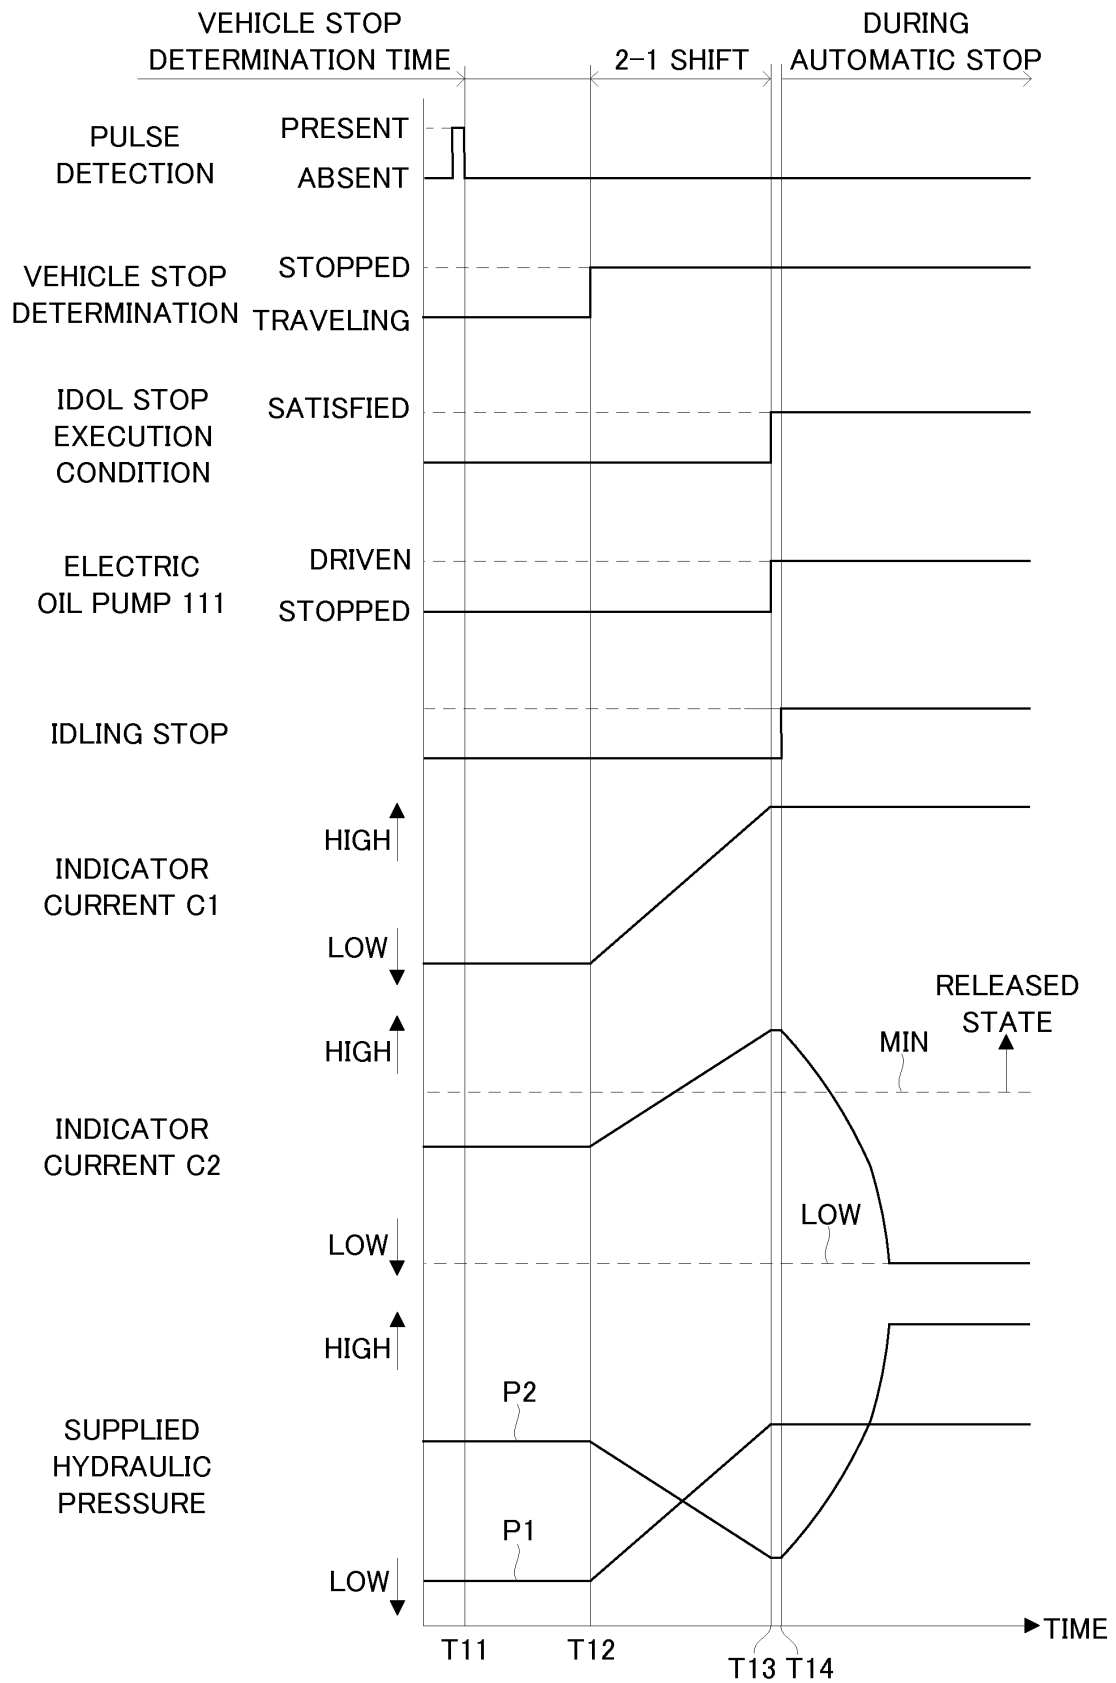 VEHICLE STOP
DETERMINATION TIME
2-1 SHIFT
DURING
AUTOMATIC STOP
PULSE
DETECTION
PRESENT
ABSENT
VEHICLE STOP
DETERMINATION
STOPPED
TRAVELING
IDOL STOP
EXECUTION
CONDITION
SATISFIED
ELECTRIC
OIL PUMP 111
DRIVEN
STOPPED
IDLING STOP
INDICATOR
CURRENT C1
HIGH
LOW
RELEASED
STATE
MIN
INDICATOR
CURRENT C2
HIGH
LOW
LOW
SUPPLIED
HYDRAULIC
PRESSURE
HIGH
P2
P1
LOW
TIME
T11
T12
T13
T14